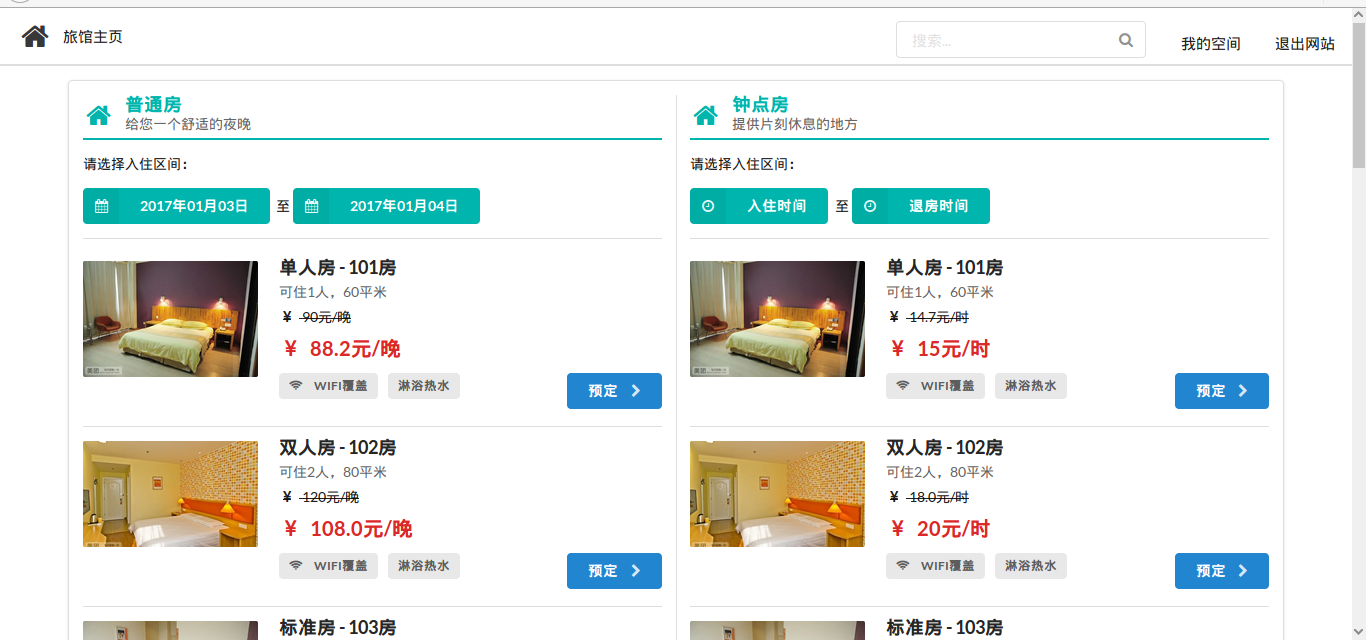 旅馆主页
搜索...
我的空间
退出网站
普通房
给您一个舒适的夜晚
请选择入住区间：
2017年01月03日 至 2017年01月04日
单人房 - 101房
可住1人，60平米
¥ 90元/晚
¥ 88.2元/晚
WIFI覆盖 淋浴热水
预定
双人房 - 102房
可住2人，80平米
¥ 120元/晚
¥ 108.0元/晚
WIFI覆盖 淋浴热水
预定
标准房 - 103房
钟点房
提供片刻休息的地方
请选择入住区间：
入住时间 至 退房时间
单人房 - 101房
可住1人，60平米
¥ 14.7元/时
¥ 15元/时
WIFI覆盖 淋浴热水
预定
双人房 - 102房
可住2人，80平米
¥ 18.0元/时
¥ 20元/时
WIFI覆盖 淋浴热水
预定
标准房 - 103房